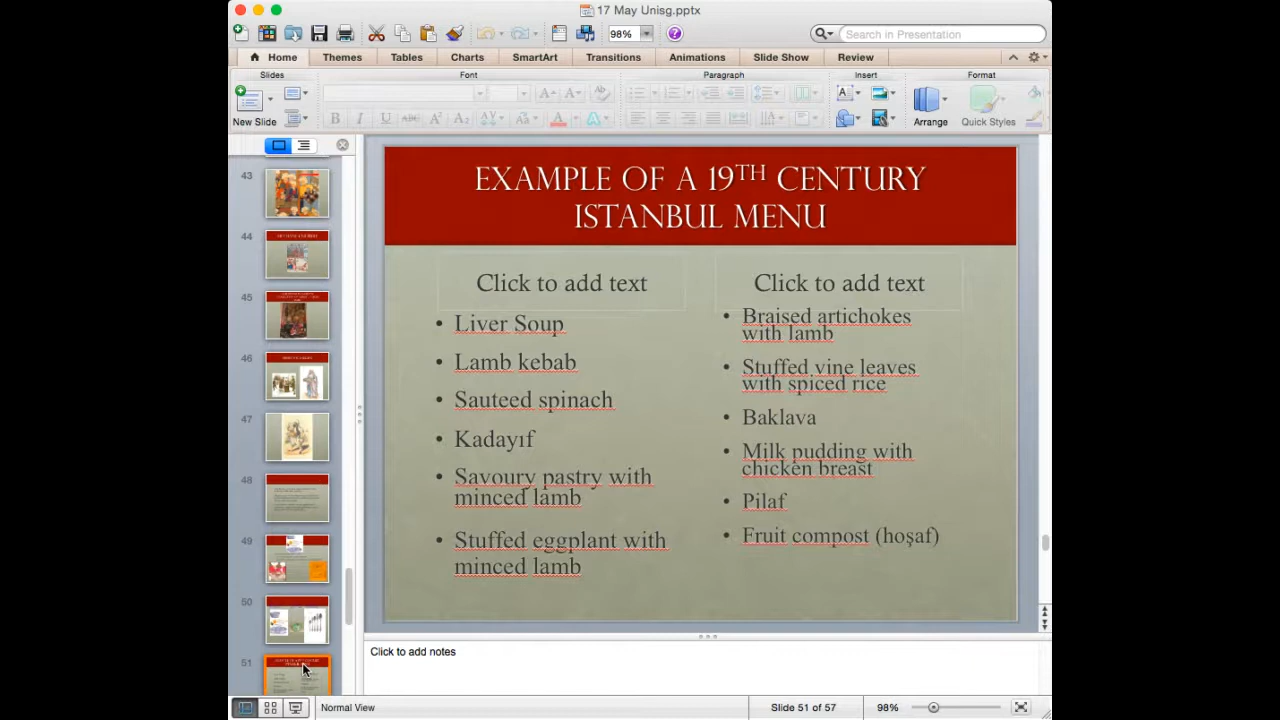 17 May Unisg.pptx
98%
Search in Presentation
Home Themes Tables Charts SmartArt Transitions Animations Slide Show Review
Slides Font Paragraph Insert Format
New Slide Arrange Quick Styles
43
44
45
46
47
48
49
50
51
EXAMPLE OF A 19TH CENTURY
ISTANBUL MENU
Click to add text
• Liver Soup
• Lamb kebab
• Sauteed spinach
• Kadayıf
• Savoury pastry with
minced lamb
• Stuffed eggplant with
minced lamb
Click to add text
• Braised artichokes
with lamb
• Stuffed vine leaves
with spiced rice
• Baklava
• Milk pudding with
chicken breast
• Pilaf
• Fruit compost (hoşaf)
Click to add notes
Normal View Slide 51 of 57 98%